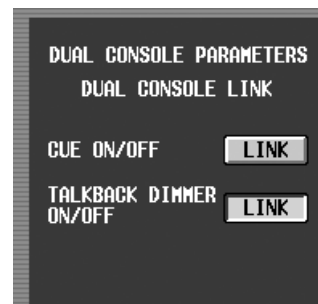 DUAL CONSOLE PARAMETERS
DUAL CONSOLE LINK
CUE ON/OFF LINK
TALKBACK DIMMER
ON/OFF LINK